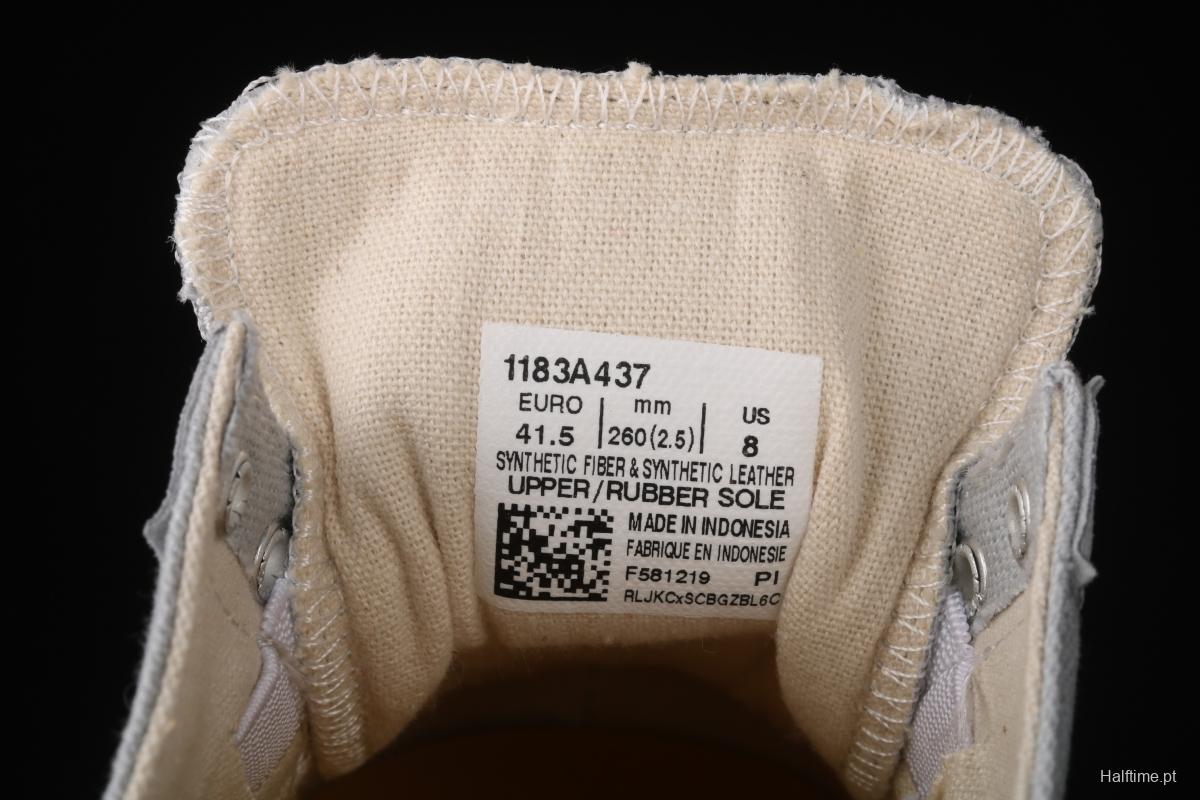 1183A437
EURO mm US
41.5 260(2.5) 8
SYNTHETIC FIBER & SYNTHETIC LEATHER
UPPER/RUBBER SOLE
MADE IN INDONESIA
FABRIQUE EN INDONESIE
F581219 PI
RLJKCxSCBGZBL6C
Halftime.pt